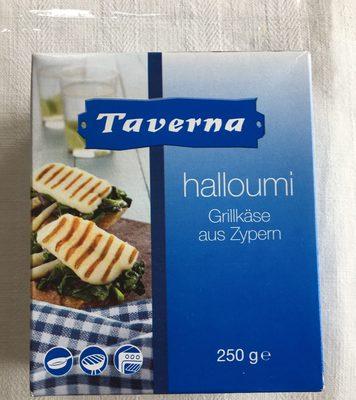 Taverna
halloumi
Grillkäse
aus Zypern
250 g ℮